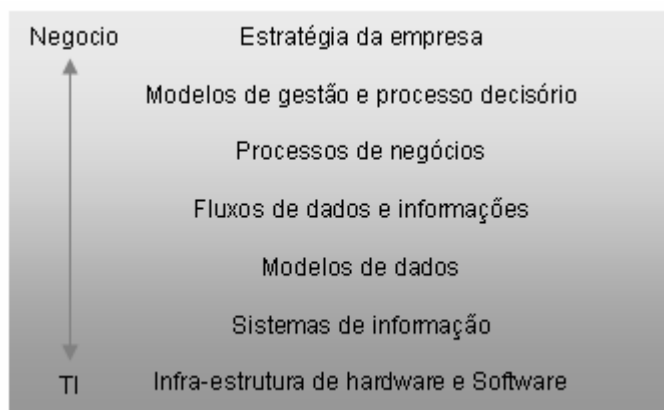 Negocio Estratégia da empresa
Modelos de gestão e processo decisório
Processos de negócios
Fluxos de dados e informações
Modelos de dados
Sistemas de informação
TI Infra-estrutura de hardware e Software